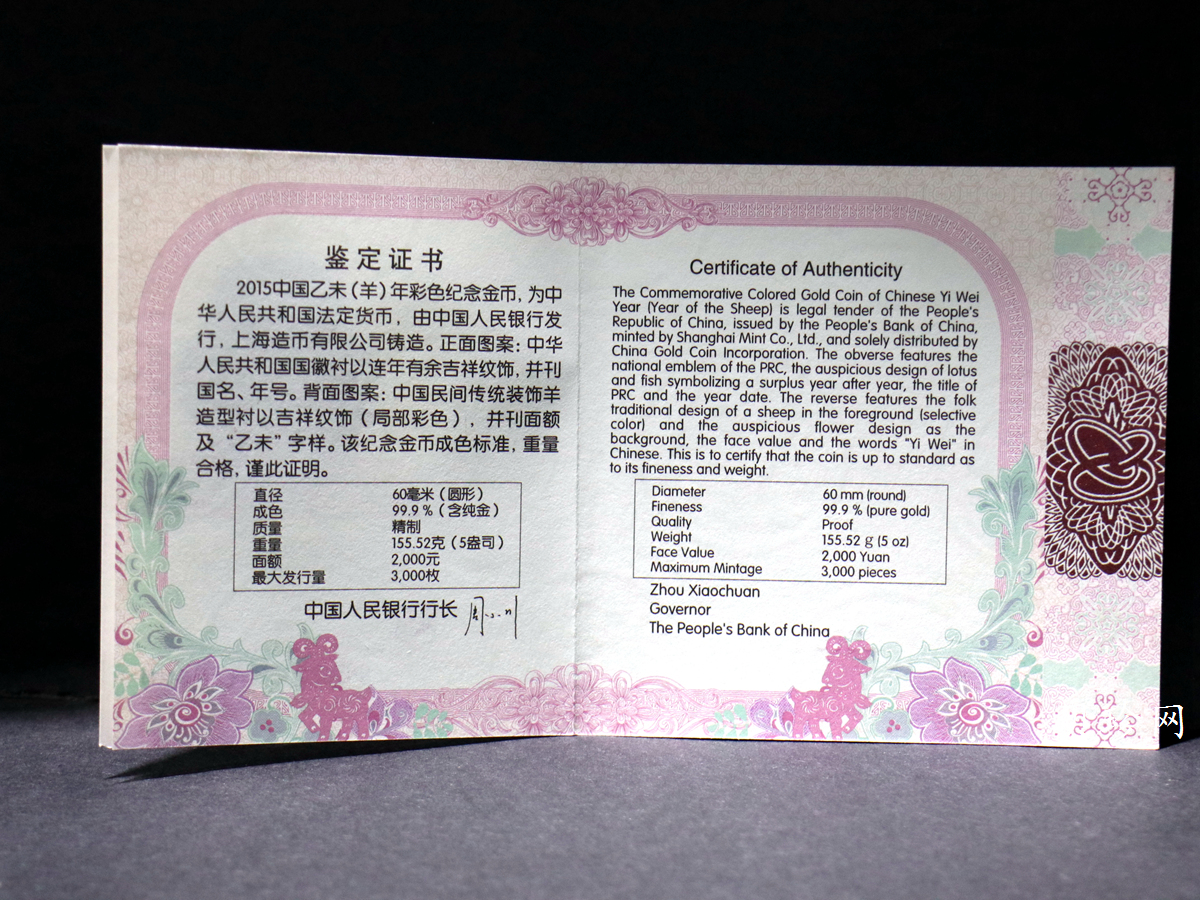 鉴定证书
2015中国乙未(羊)年彩色纪念金币, 为中
华人民共和国法定货币, 由中国人民银行发
行, 上海造币有限公司铸造。正面图案: 中华
人民共和国国徽衬以连年有余吉祥纹饰, 并刊
国名、年号。背面图案: 中国民间传统装饰羊
造型衬以吉祥纹饰(局部彩色), 并刊面额
及“乙未”字样。该纪念金币成色标准, 重量
合格, 谨此证明。
直径 60毫米(圆形)
成色 99.9%(含纯金)
质量 精制
重量 155.52克(5盎司)
面额 2,000元
最大发行量 3,000枚
中国人民银行行长
Certificate of Authenticity
The Commemorative Colored Gold Coin of Chinese Yi Wei
Year (Year of the Sheep) is legal tender of the People's
Republic of China, issued by the People's Bank of China,
minted by Shanghai Mint Co., Ltd., and solely distributed by
China Gold Coin Incorporation. The obverse features the
national emblem of the PRC, the auspicious design of lotus
and fish symbolizing a surplus year after year, the title of
PRC and the year date. The reverse features the folk
traditional design of a sheep in the foreground (selective
color) and the auspicious flower design as the
background, the face value and the words "Yi Wei" in
Chinese. This is to certify that the coin is up to standard as
to its fineness and weight.
Diameter 60 mm (round)
Fineness 99.9 % (pure gold)
Quality Proof
Weight 155.52 g (5 oz)
Face Value 2,000 Yuan
Maximum Mintage 3,000 pieces
Zhou Xiaochuan
Governor
The People's Bank of China
网